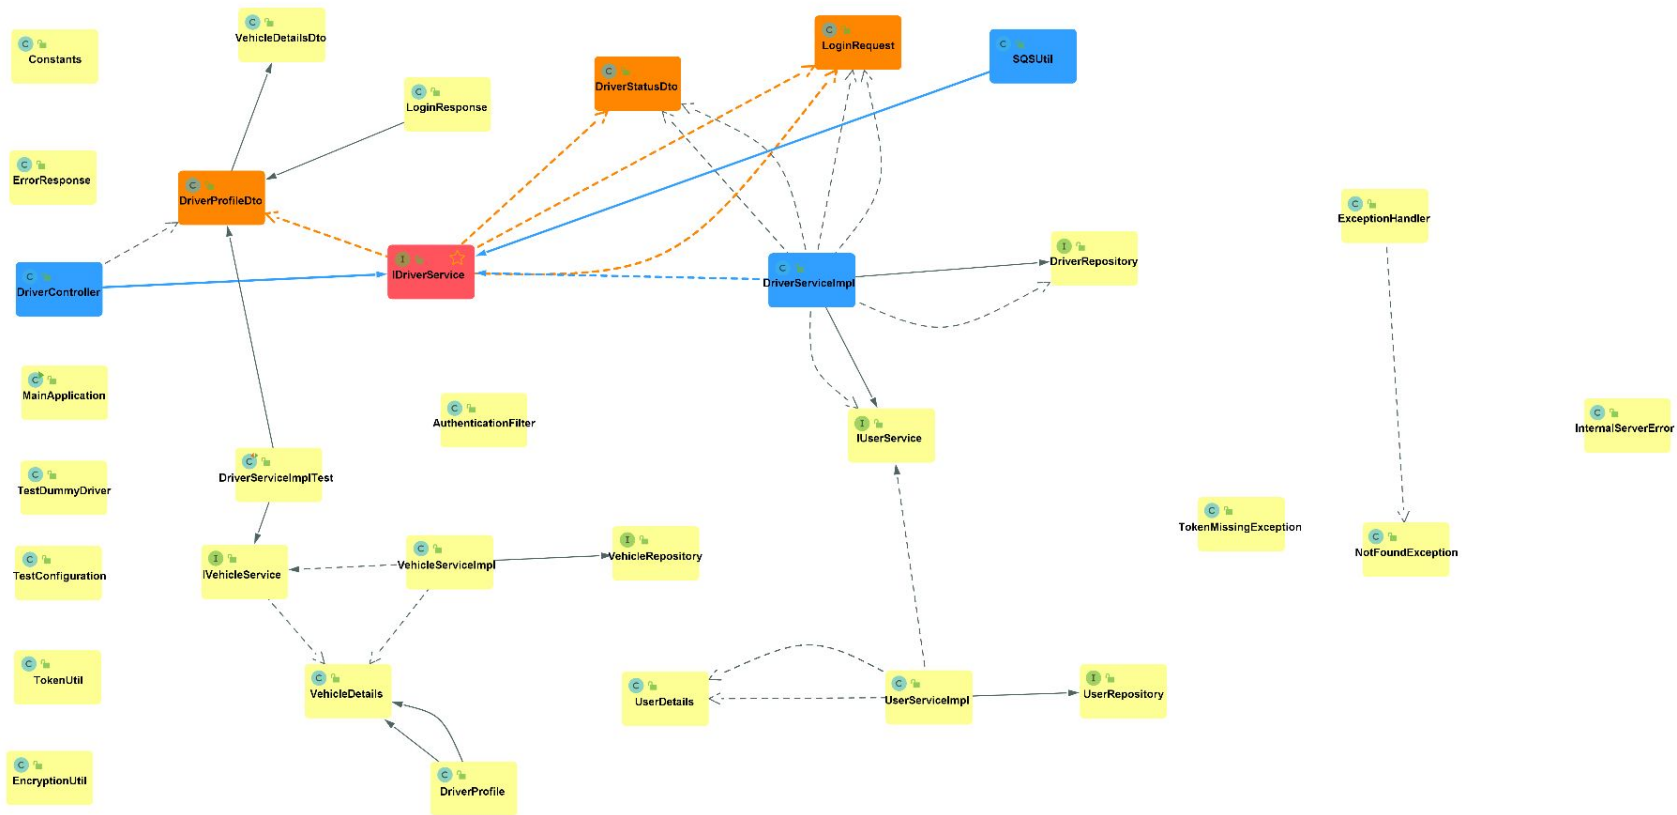 VehicleDetailsDto
LoginRequest
Constants
SQSUtil
DriverStatusDto
LoginResponse
ErrorResponse
DriverProfileDto
ExceptionHandler
DriverRepository
IDriverService
DriverServiceImpl
DriverController
MainApplication
AuthenticationFilter
InternalServerError
IUserService
DriverServiceImplTest
TestDummyDriver
TokenMissingException
NotFoundException
VehicleRepository
VehicleServiceImpl
IVehicleService
TestConfiguration
TokenUtil
VehicleDetails
UserRepository
UserServiceImpl
UserDetails
EncryptionUtil
DriverProfile